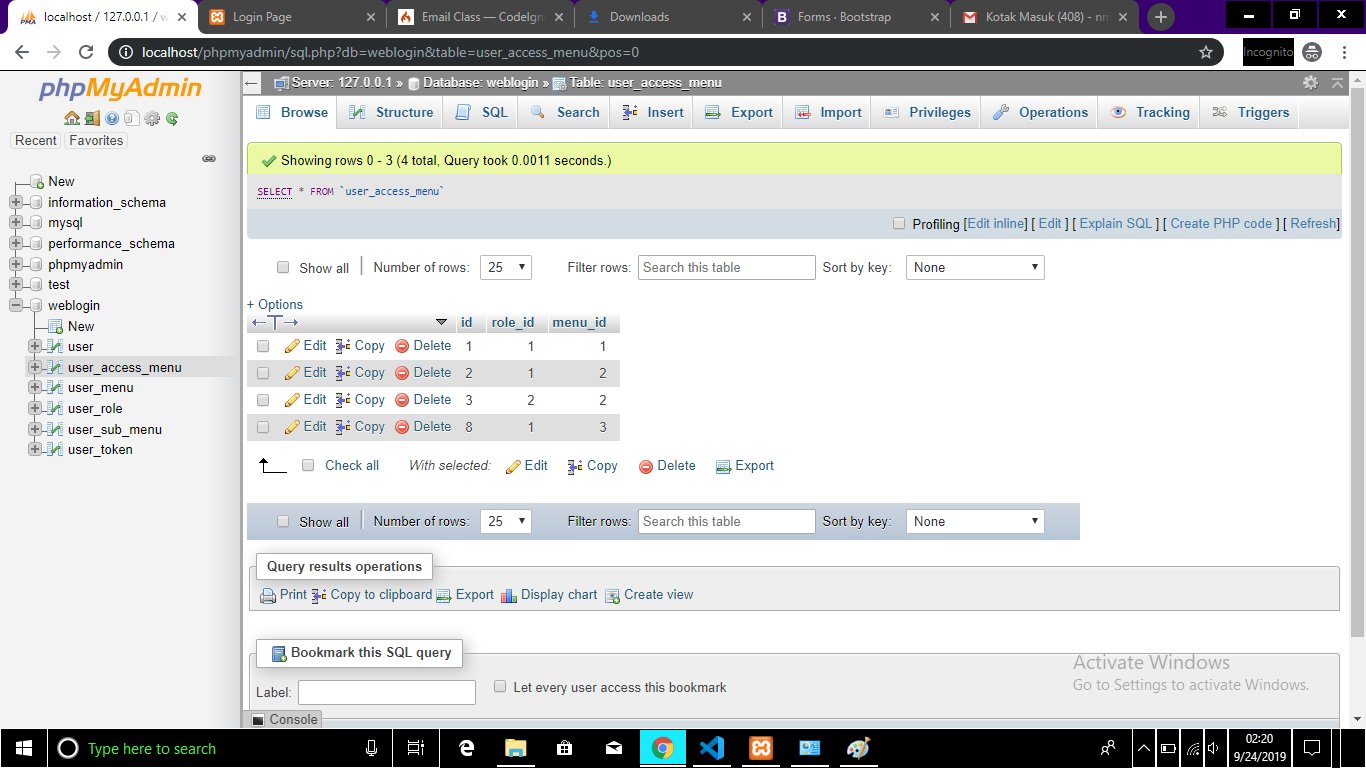 localhost / 127.0.0.1 / w
Login Page
Email Class — CodeIgn
Downloads
Forms · Bootstrap
Kotak Masuk (408) - nm
localhost/phpmyadmin/sql.php?db=weblogin&table=user_access_menu&pos=0
Incognito
phpMyAdmin
Recent
Favorites
New
information_schema
mysql
performance_schema
phpmyadmin
test
weblogin
New
user
user_access_menu
user_menu
user_role
user_sub_menu
user_token
Server: 127.0.0.1 » Database: weblogin » Table: user_access_menu
Browse Structure SQL Search Insert Export Import Privileges Operations Tracking Triggers
Showing rows 0 - 3 (4 total, Query took 0.0011 seconds.)
SELECT * FROM `user_access_menu`
Profiling [Edit inline] [ Edit ] [ Explain SQL ] [ Create PHP code ] [ Refresh]
Show all Number of rows: 25 Filter rows: Search this table Sort by key: None
+ Options
←T→ id role_id menu_id
Edit Copy Delete 1 1 1
Edit Copy Delete 2 1 2
Edit Copy Delete 3 2 2
Edit Copy Delete 8 1 3
Check all With selected: Edit Copy Delete Export
Show all Number of rows: 25 Filter rows: Search this table Sort by key: None
Query results operations
Print Copy to clipboard Export Display chart Create view
Bookmark this SQL query
Label: Let every user access this bookmark
Console
Activate Windows
Go to Settings to activate Windows.
Type here to search
02:20
9/24/2019